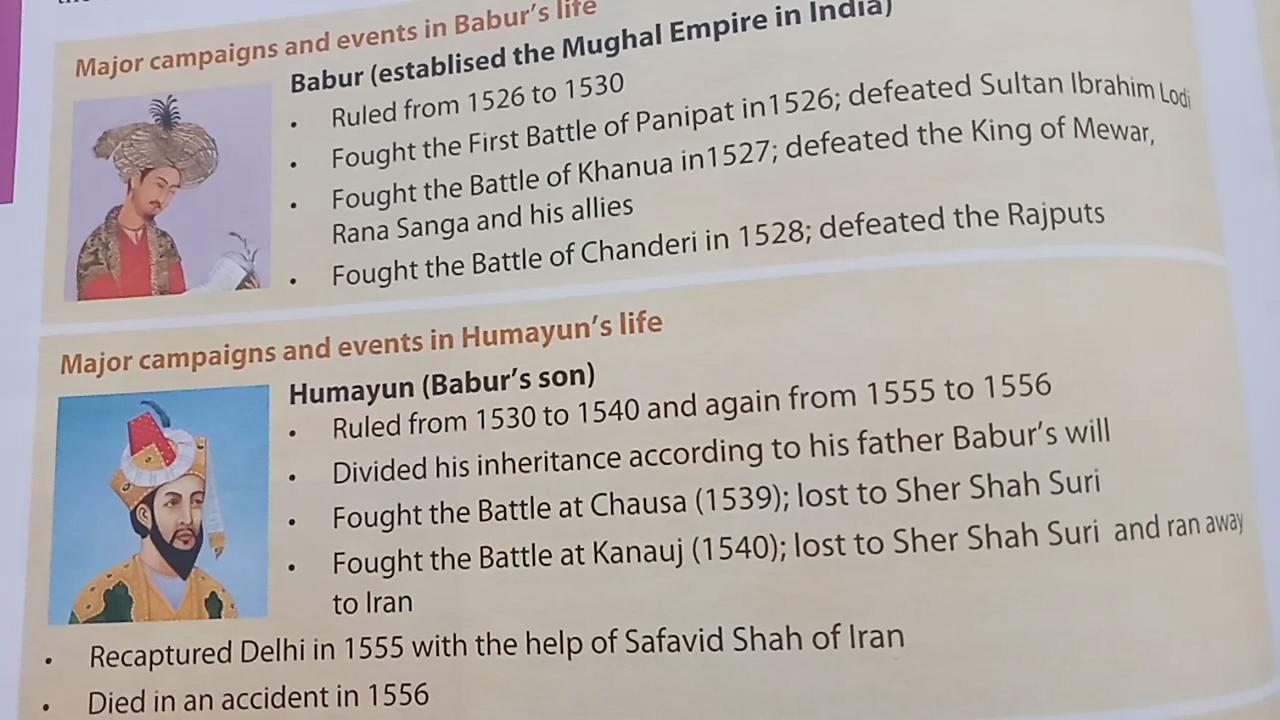 Major campaigns and events in Babur's life
Babur (establised the Mughal Empire in India)
• Ruled from 1526 to 1530
• Fought the First Battle of Panipat in1526; defeated Sultan Ibrahim Lodi
• Fought the Battle of Khanua in1527; defeated the King of Mewar,
Rana Sanga and his allies
• Fought the Battle of Chanderi in 1528; defeated the Rajputs
Major campaigns and events in Humayun's life
Humayun (Babur's son)
• Ruled from 1530 to 1540 and again from 1555 to 1556
• Divided his inheritance according to his father Babur's will
• Fought the Battle at Chausa (1539); lost to Sher Shah Suri
• Fought the Battle at Kanauj (1540); lost to Sher Shah Suri and ran away
to Iran
• Recaptured Delhi in 1555 with the help of Safavid Shah of Iran
• Died in an accident in 1556